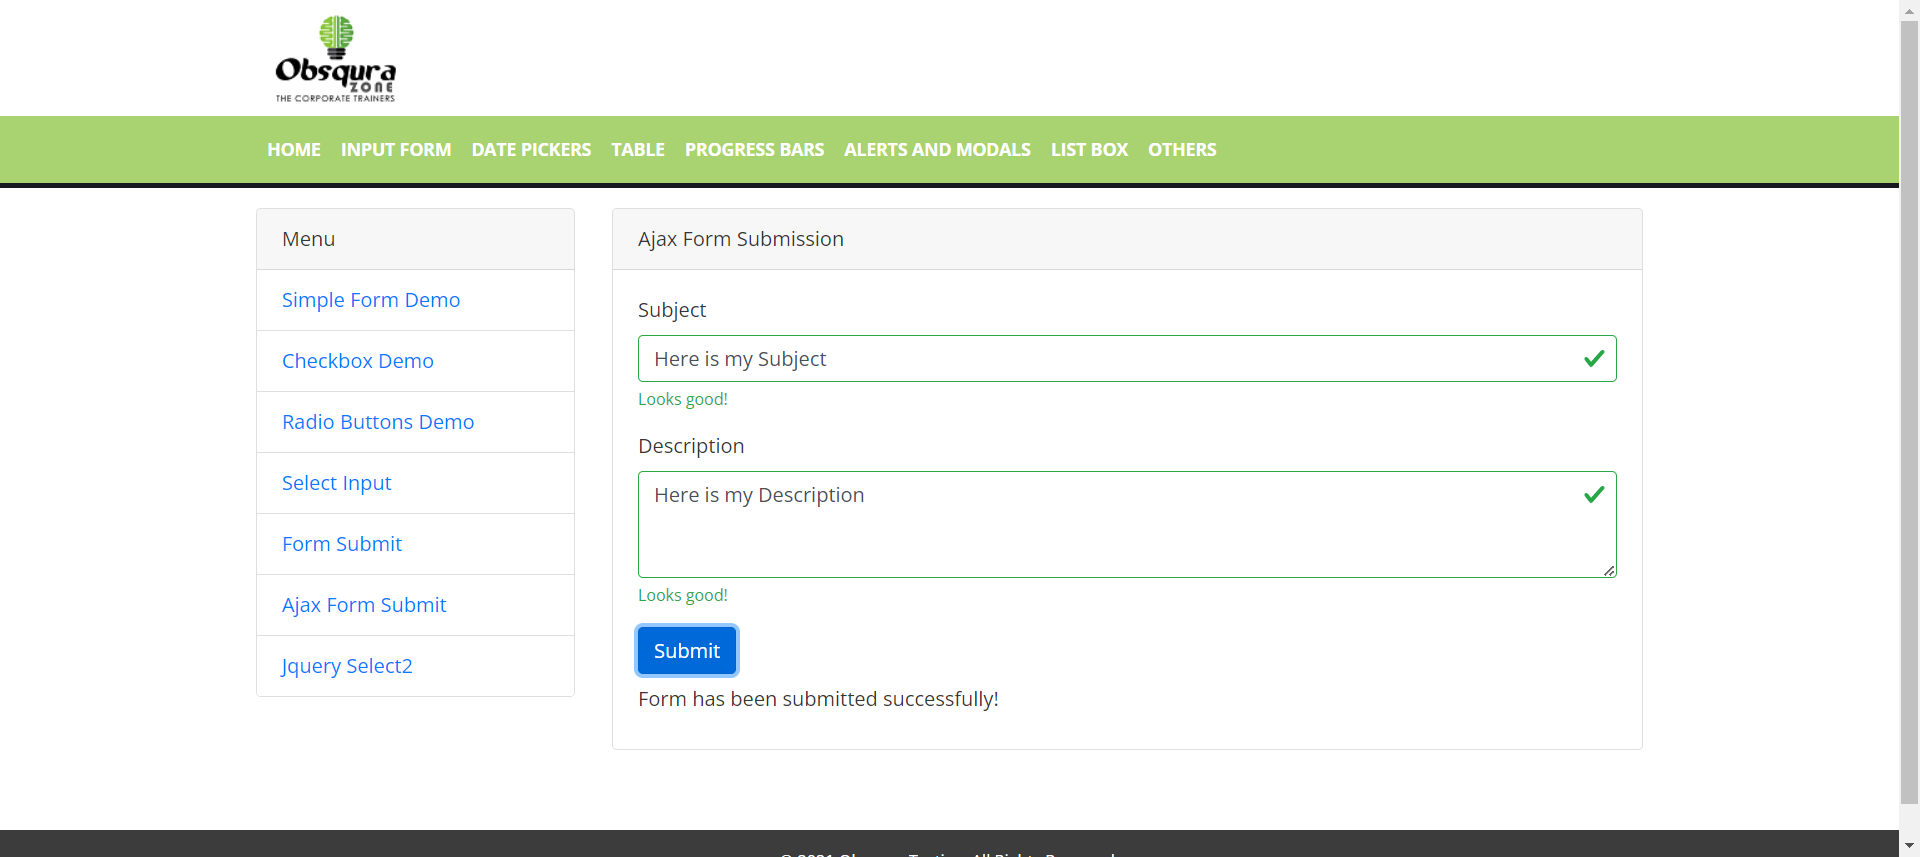 Obsqura
ZONE
THE CORPORATE TRAINERS
HOME INPUT FORM DATE PICKERS TABLE PROGRESS BARS ALERTS AND MODALS LIST BOX OTHERS
Menu
Simple Form Demo
Checkbox Demo
Radio Buttons Demo
Select Input
Form Submit
Ajax Form Submit
Jquery Select2
Ajax Form Submission
Subject
Here is my Subject
Looks good!
Description
Here is my Description
Looks good!
Submit
Form has been submitted successfully!